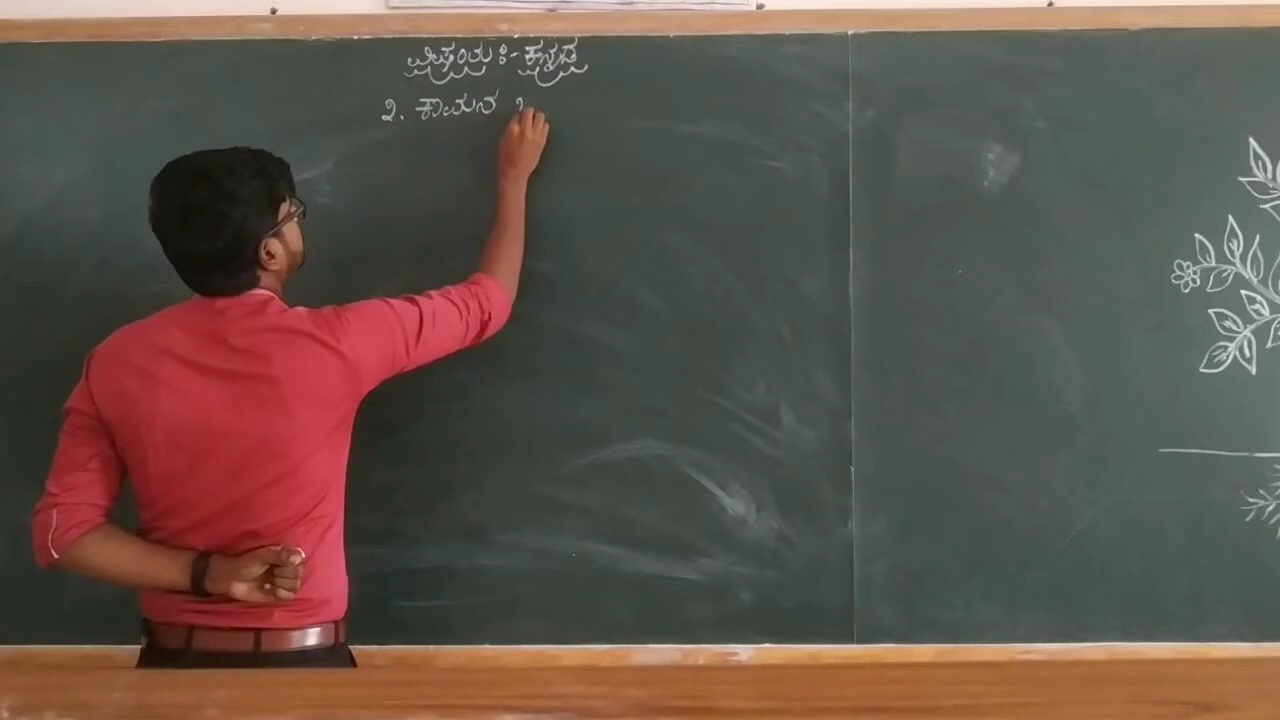 ವಿಷಯ :- ಕನ್ನಡ
೨. ಕಾಮನ